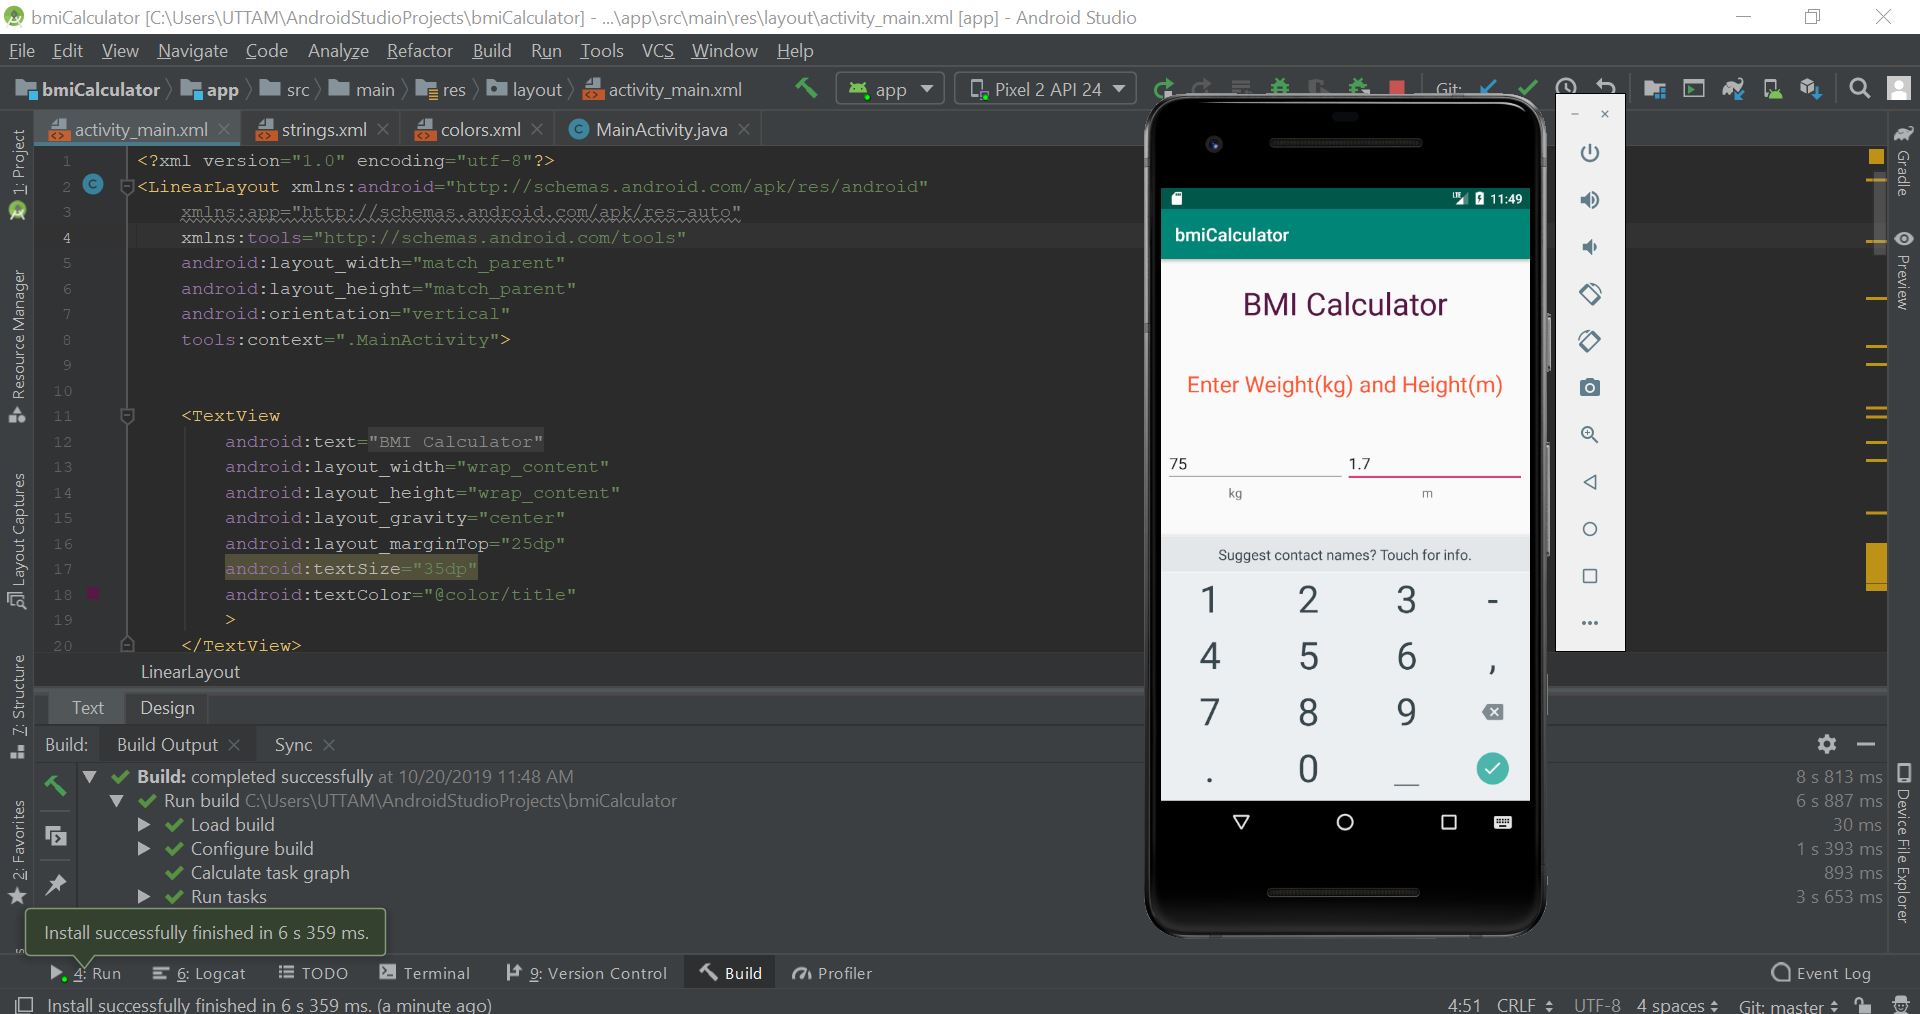 bmiCalculator [C:\Users\UTTAM\AndroidStudioProjects\bmiCalculator] - ...\app\src\main\res\layout\activity_main.xml [app] - Android Studio
File Edit View Navigate Code Analyze Refactor Build Run Tools VCS Window Help
bmiCalculator app src main res layout activity_main.xml app Pixel 2 API 24 Git:
activity_main.xml strings.xml colors.xml MainActivity.java
1 <?xml version="1.0" encoding="utf-8"?>
2 <LinearLayout xmlns:android="http://schemas.android.com/apk/res/android"
3 xmlns:app="http://schemas.android.com/apk/res-auto"
4 xmlns:tools="http://schemas.android.com/tools"
5 android:layout_width="match_parent"
6 android:layout_height="match_parent"
7 android:orientation="vertical"
8 tools:context=".MainActivity">
9
10
11 <TextView
12 android:text="BMI Calculator"
13 android:layout_width="wrap_content"
14 android:layout_height="wrap_content"
15 android:layout_gravity="center"
16 android:layout_marginTop="25dp"
17 android:textSize="35dp"
18 android:textColor="@color/title"
19 >
20 </TextView>
LinearLayout
Text Design
1: Project
Resource Manager
Layout Captures
7: Structure
2: Favorites
11:49
bmiCalculator
BMI Calculator
Enter Weight(kg) and Height(m)
75 1.7
kg m
Suggest contact names? Touch for info.
1 2 3 -
4 5 6 ,
7 8 9
. 0 _
Gradle
Preview
Device File Explorer
Build: Build Output Sync
Build: completed successfully at 10/20/2019 11:48 AM 8 s 813 ms
Run build C:\Users\UTTAM\AndroidStudioProjects\bmiCalculator 6 s 887 ms
Load build 30 ms
Configure build 1 s 393 ms
Calculate task graph 893 ms
Run tasks 3 s 653 ms
Install successfully finished in 6 s 359 ms.
4: Run 6: Logcat TODO Terminal 9: Version Control Build Profiler Event Log
Install successfully finished in 6 s 359 ms. (a minute ago) 4:51 CRLF UTF-8 4 spaces Git: master